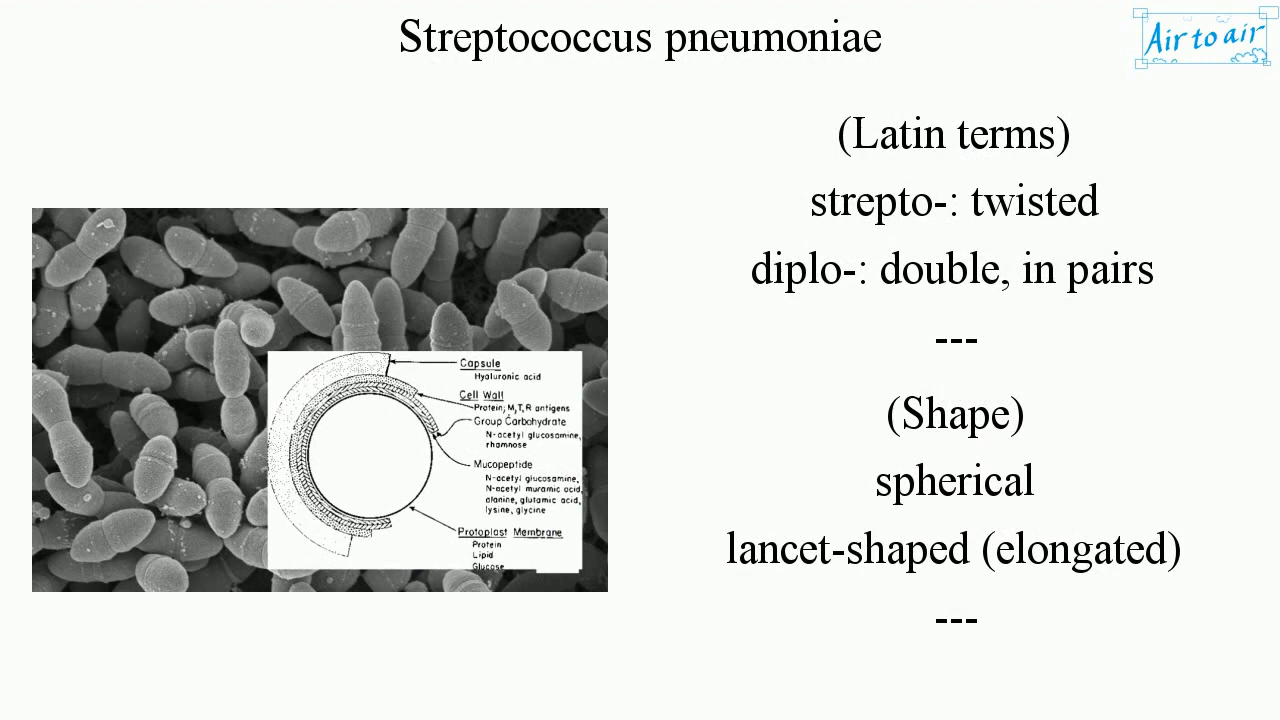 Streptococcus pneumoniae
Air to air
(Latin terms)
strepto-: twisted
diplo-: double, in pairs
---
(Shape)
spherical
lancet-shaped (elongated)
---
Capsule
Hyaluronic acid
Cell Wall
Protein; M,T,R antigens
Group Carbohydrate
N-acetyl glucosamine,
rhamnose
Mucopeptide
N-acetyl glucosamine,
N-acetyl muramic acid,
alanine, glutamic acid,
lysine, glycine
Protoplast Membrane
Protein
Lipid
Glucose